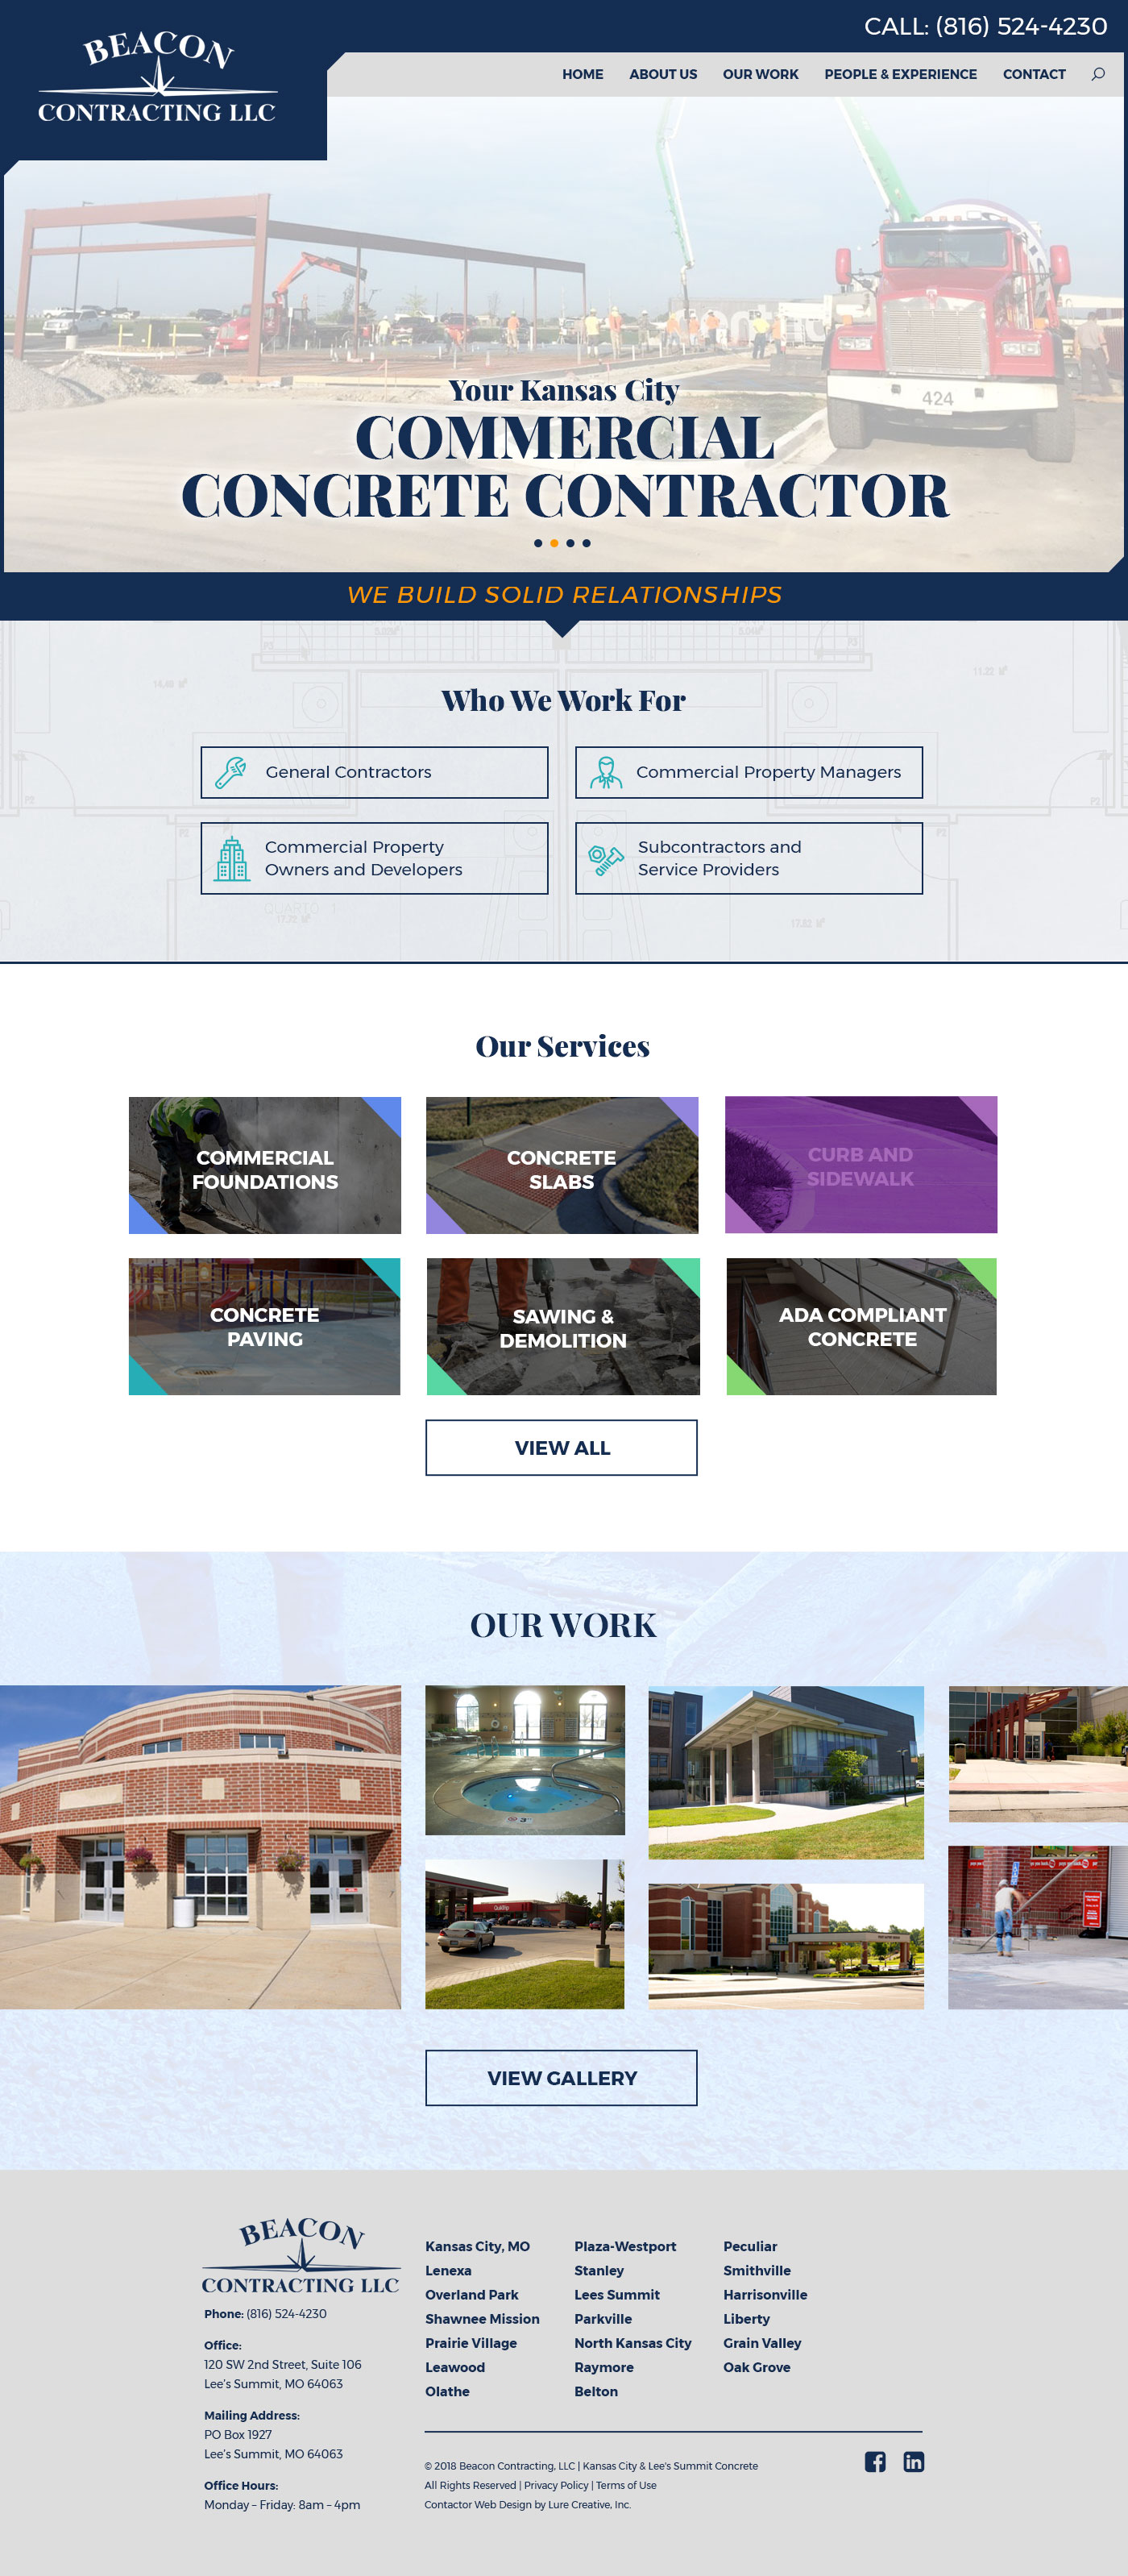 BEACON
CONTRACTING LLC
CALL: (816) 524-4230
HOME ABOUT US OUR WORK PEOPLE & EXPERIENCE CONTACT
424
Your Kansas City
COMMERCIAL
CONCRETE CONTRACTOR
WE BUILD SOLID RELATIONSHIPS
Who We Work For
General Contractors
Commercial Property Managers
Commercial Property
Owners and Developers
Subcontractors and
Service Providers
QUARTO 1
Our Services
COMMERCIAL
FOUNDATIONS
CONCRETE
SLABS
CURB AND
SIDEWALK
CONCRETE
PAVING
SAWING &
DEMOLITION
ADA COMPLIANT
CONCRETE
VIEW ALL
OUR WORK
VIEW GALLERY
BEACON
CONTRACTING LLC
Phone: (816) 524-4230
Office:
120 SW 2nd Street, Suite 106
Lee's Summit, MO 64063
Mailing Address:
PO Box 1927
Lee's Summit, MO 64063
Office Hours:
Monday – Friday: 8am – 4pm
Kansas City, MO
Lenexa
Overland Park
Shawnee Mission
Prairie Village
Leawood
Olathe
Plaza-Westport
Stanley
Lees Summit
Parkville
North Kansas City
Raymore
Belton
Peculiar
Smithville
Harrisonville
Liberty
Grain Valley
Oak Grove
© 2018 Beacon Contracting, LLC | Kansas City & Lee's Summit Concrete
All Rights Reserved | Privacy Policy | Terms of Use
Contactor Web Design by Lure Creative, Inc.